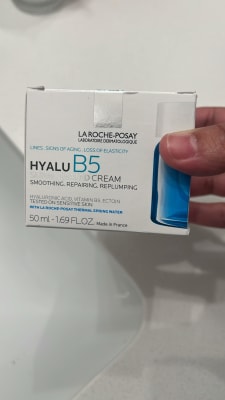 LA ROCHE-POSAY
LABORATOIRE DERMATOLOGIQUE
LINES, SIGNS OF AGING, LOSS OF ELASTICITY
HYALU B5
CREAM
SMOOTHING, REPAIRING, REPLUMPING
HYALURONIC ACID, VITAMIN B5, ECTOIN
TESTED ON SENSITIVE SKIN
WITH LA ROCHE-POSAY THERMAL SPRING WATER
50 ml - 1.69 FL.OZ. Made in France